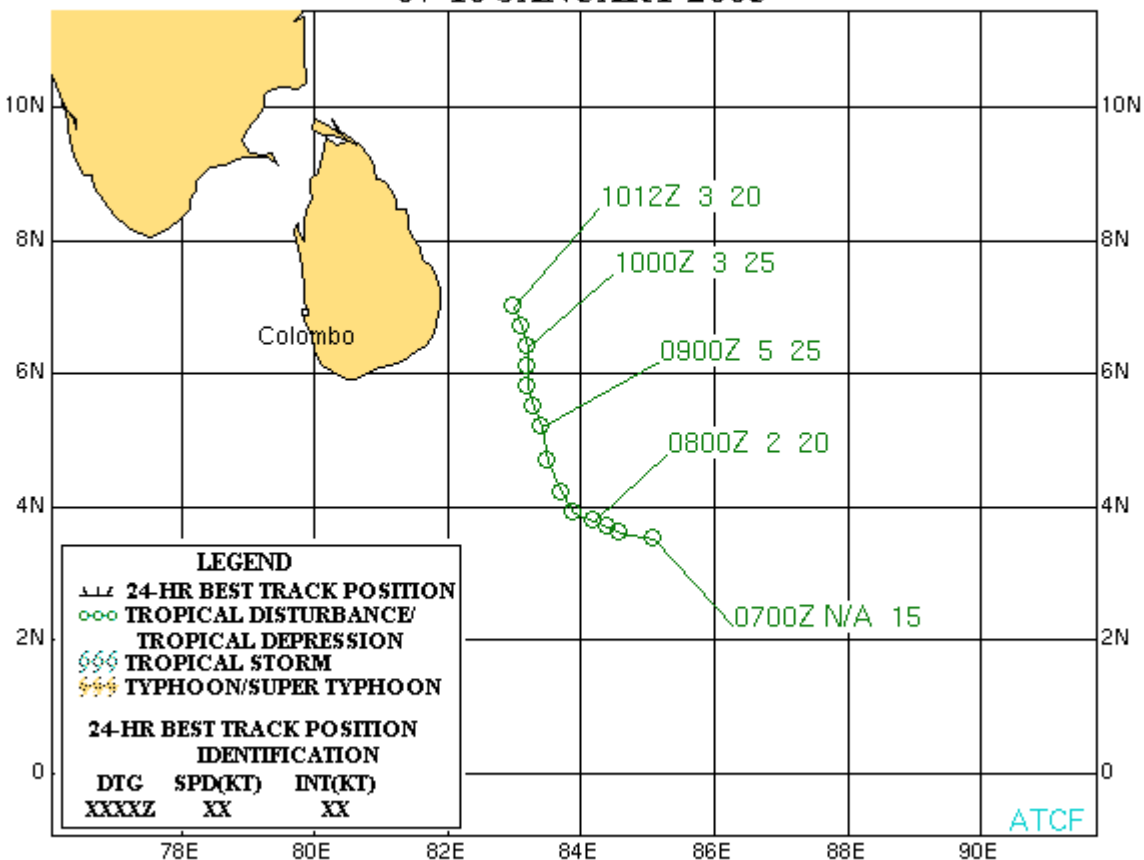 10N
10N
1012Z 3 20
8N
8N
1000Z 3 25
Colombo
0900Z 5 25
6N
6N
0800Z 2 20
4N
4N
LEGEND
24-HR BEST TRACK POSITION
TROPICAL DISTURBANCE/
TROPICAL DEPRESSION
TROPICAL STORM
TYPHOON/SUPER TYPHOON
24-HR BEST TRACK POSITION
IDENTIFICATION
DTG SPD(KT) INT(KT)
XXXXZ XX XX
0700Z N/A 15
2N
2N
0
0
ATCF
78E 80E 82E 84E 86E 88E 90E